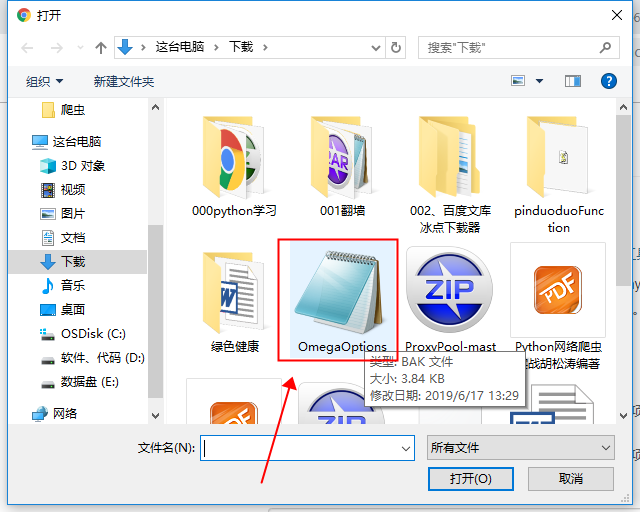 打开
这台电脑 下载
搜索"下载"
组织 新建文件夹
爬虫
这台电脑
3D 对象
视频
图片
文档
下载
音乐
桌面
OSDisk (C:)
软件、代码 (D:)
数据盘 (E:)
网络
000python学习
001翻墙
002、百度文库
冰点下载器
pinduoduoFunction
绿色健康
OmegaOptions
ZIP
ProxyPool-mast
PDF
Python网络爬虫
战胡松涛编著
类型: BAK 文件
大小: 3.84 KB
修改日期: 2019/6/17 13:29
文件名(N):
所有文件
打开(O)
取消